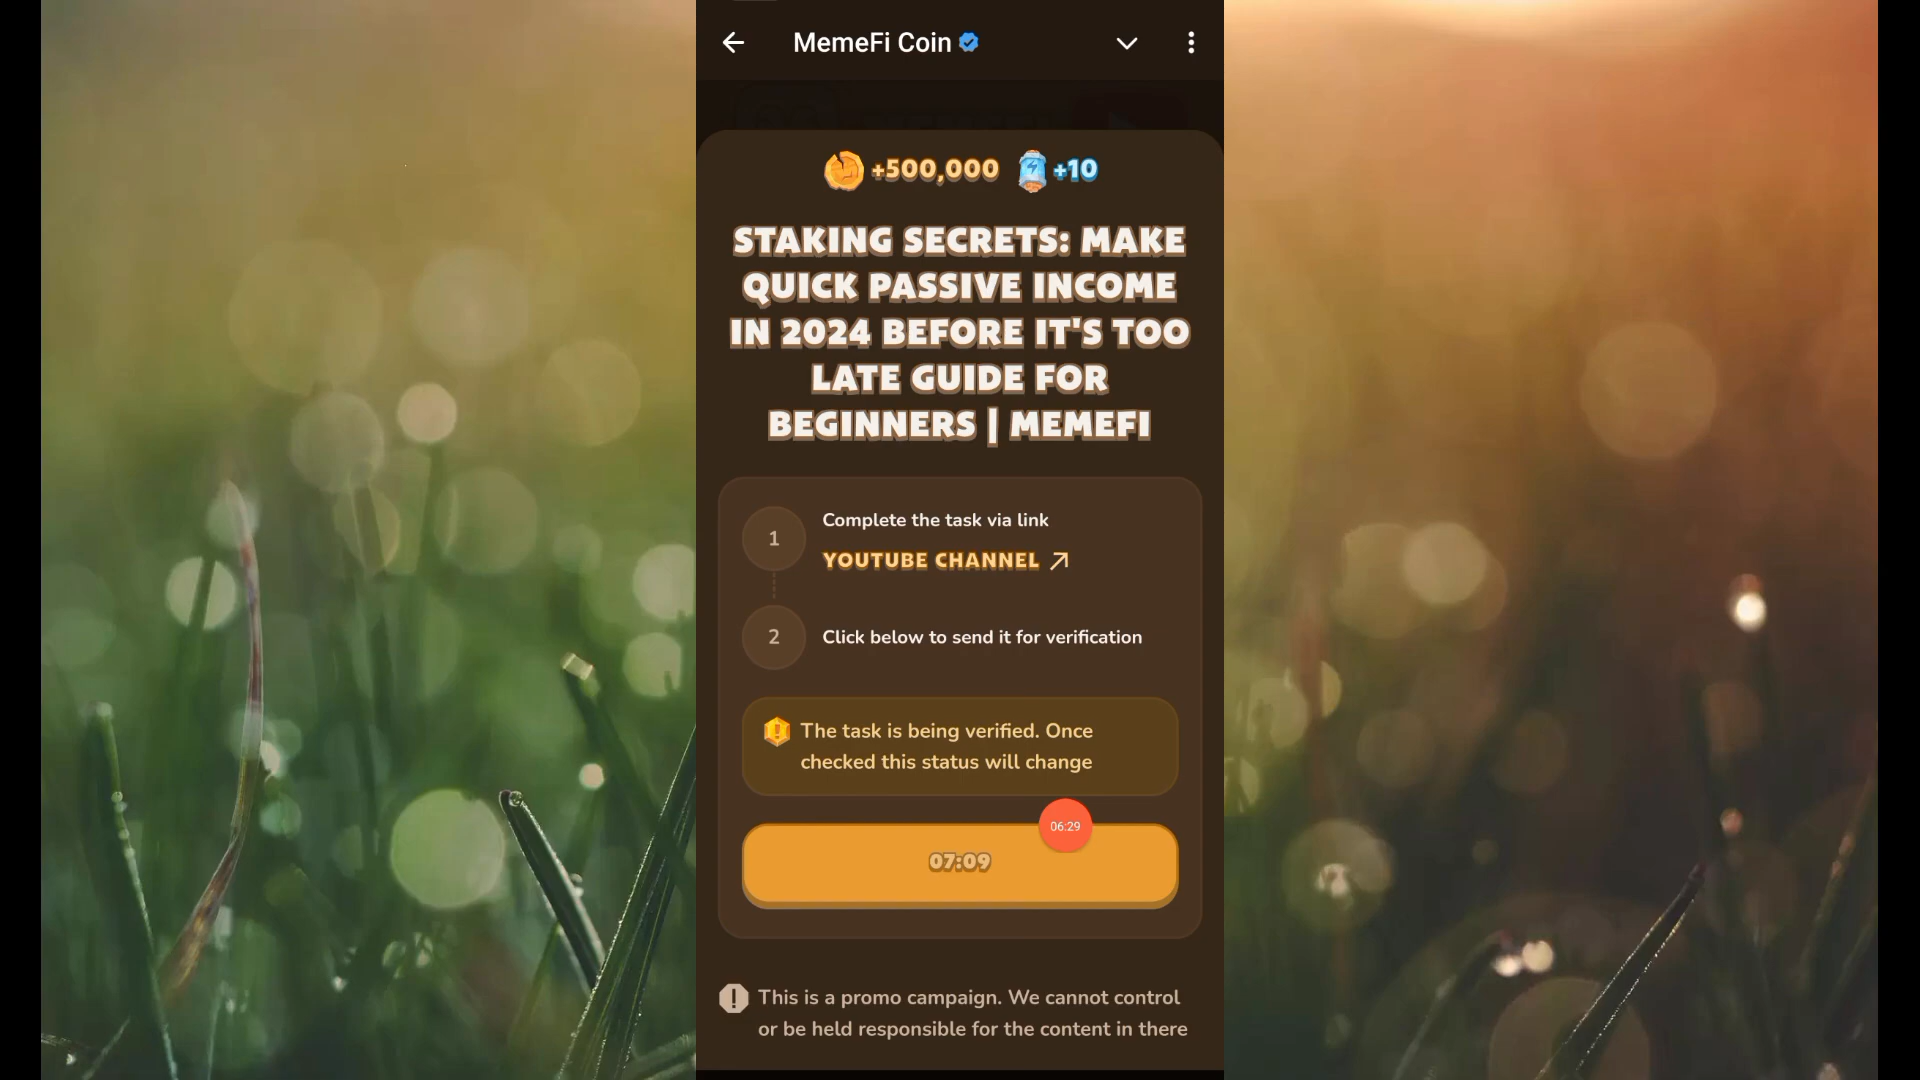 MemeFi Coin
+500,000 +10
STAKING SECRETS: MAKE
QUICK PASSIVE INCOME
IN 2024 BEFORE IT'S TOO
LATE GUIDE FOR
BEGINNERS | MEMEFI
1
Complete the task via link
YOUTUBE CHANNEL
2
Click below to send it for verification
The task is being verified. Once
checked this status will change
06:29
07:09
This is a promo campaign. We cannot control
or be held responsible for the content in there